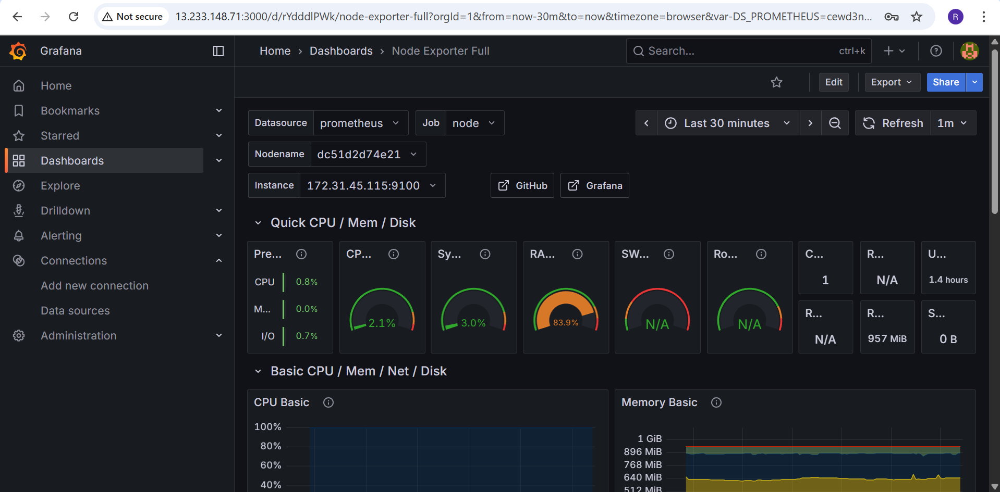 Not secure
13.233.148.71:3000/d/rYdddlPWk/node-exporter-full?orgId=1&from=now-30m&to=now&timezone=browser&var-DS_PROMETHEUS=cewd3n...
R
Grafana
Home › Dashboards › Node Exporter Full
Search...
ctrl+k
Home
Bookmarks
Starred
Dashboards
Explore
Drilldown
Alerting
Connections
Add new connection
Data sources
Administration
Edit
Export
Share
Datasource prometheus
Job node
Last 30 minutes
Refresh 1m
Nodename dc51d2d74e21
Instance 172.31.45.115:9100
GitHub
Grafana
Quick CPU / Mem / Disk
Pre...
CPU 0.8%
M... 0.0%
I/O 0.7%
CP...
2.1%
Sy...
3.0%
RA...
83.9%
SW...
N/A
Ro...
N/A
C...
1
R...
N/A
U...
1.4 hours
R...
N/A
R...
957 MiB
S...
0 B
Basic CPU / Mem / Net / Disk
CPU Basic
100%
80%
60%
40%
Memory Basic
1 GiB
896 MiB
768 MiB
640 MiB
512 MiB